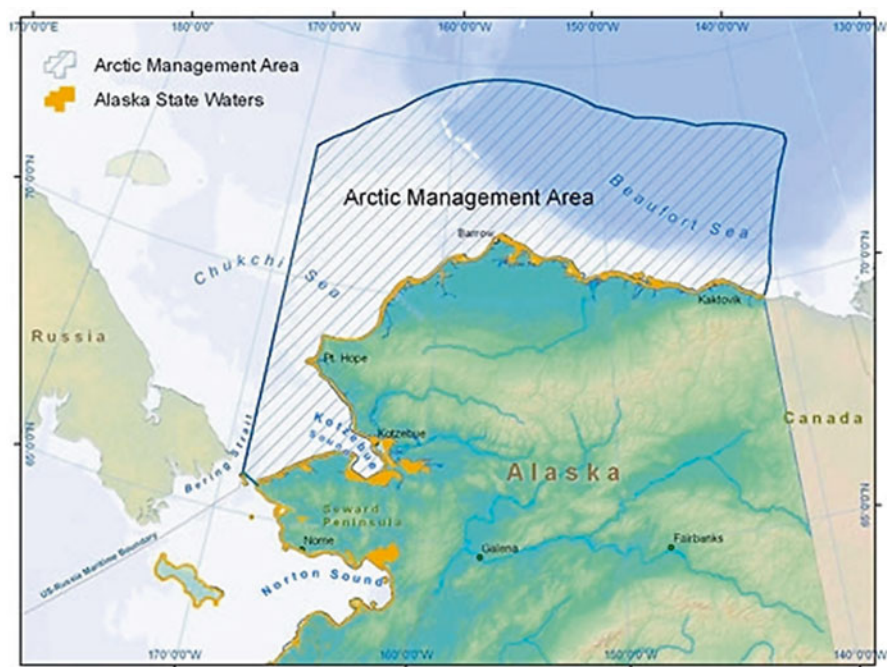 170°0'0"E
180°0'0"
170°0'0"W
160°0'0"W
150°0'0"W
140°0'0"W
130°0'0"W
Arctic Management Area
Alaska State Waters
70°0'0"N
Arctic Management Area
Beaufort Sea
Barrow
Chukchi Sea
70°0'0"N
Kaktovik
Russia
Pt. Hope
Canada
65°0'0"N
Kotzebue
Sound
Kotzebue
Bering Strait
Alaska
65°0'0"N
Seward
Peninsula
US-Russia Maritime Boundary
Nome
Galena
Fairbanks
Norton Sound
170°0'0"W
160°0'0"W
150°0'0"W
140°0'0"W